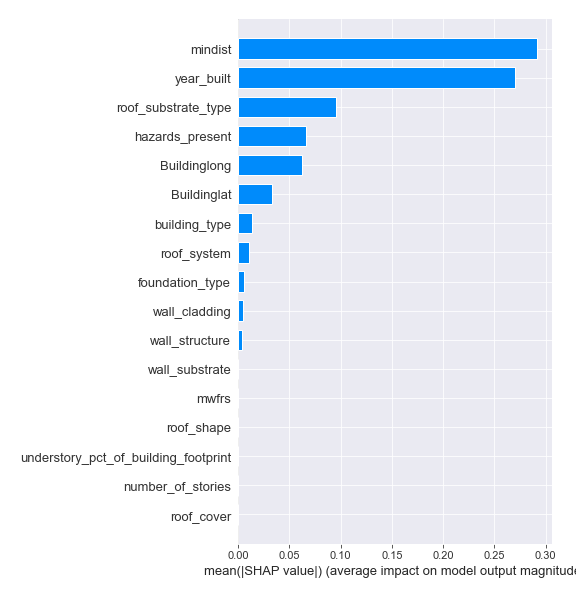 mindist
year_built
roof_substrate_type
hazards_present
Buildinglong
Buildinglat
building_type
roof_system
foundation_type
wall_cladding
wall_structure
wall_substrate
mwfrs
roof_shape
understory_pct_of_building_footprint
number_of_stories
roof_cover
0.00 0.05 0.10 0.15 0.20 0.25 0.30
mean(|SHAP value|) (average impact on model output magnitude